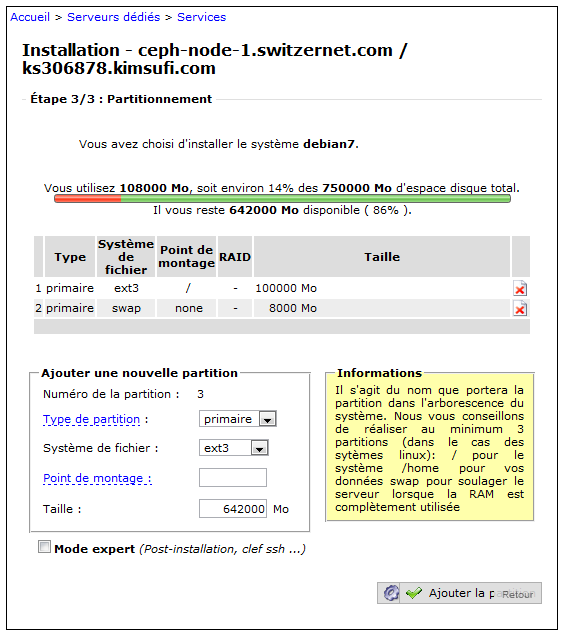 Accueil > Serveurs dédiés > Services
Installation - ceph-node-1.switzernet.com /
ks306878.kimsufi.com
Étape 3/3 : Partitionnement
Vous avez choisi d'installer le système debian7.
Vous utilisez 108000 Mo, soit environ 14% des 750000 Mo d'espace disque total.
Il vous reste 642000 Mo disponible ( 86% ).
Type Système de fichier Point de montage RAID Taille
1 primaire ext3 / - 100000 Mo
2 primaire swap none - 8000 Mo
Ajouter une nouvelle partition
Numéro de la partition : 3
Type de partition : primaire
Système de fichier : ext3
Point de montage :
Taille : 642000 Mo
Informations
Il s'agit du nom que portera la
partition dans l'arborescence du
système. Nous vous conseillons
de réaliser au minimum 3
partitions (dans le cas des
sytèmes linux): / pour le
système /home pour vos
données swap pour soulager le
serveur lorsque la RAM est
complètement utilisée
Mode expert (Post-installation, clef ssh ...)
Ajouter la p
Retour